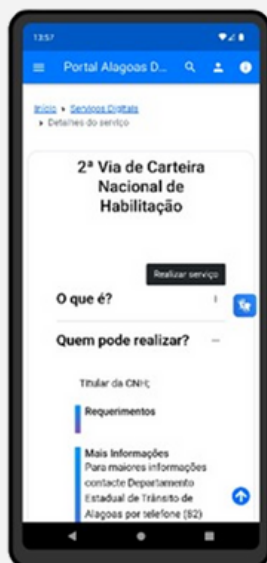 13:57
Portal Alagoas D...
Início • Serviços Digitais
• Detalhes do serviço
2ª Via de Carteira
Nacional de
Habilitação
Realizar serviço
O que é?
Quem pode realizar?
Titular da CNH;
Requerimentos
Mais Informações
Para maiores informações
contacte Departamento
Estadual de Trânsito de
Alagoas por telefone (82)